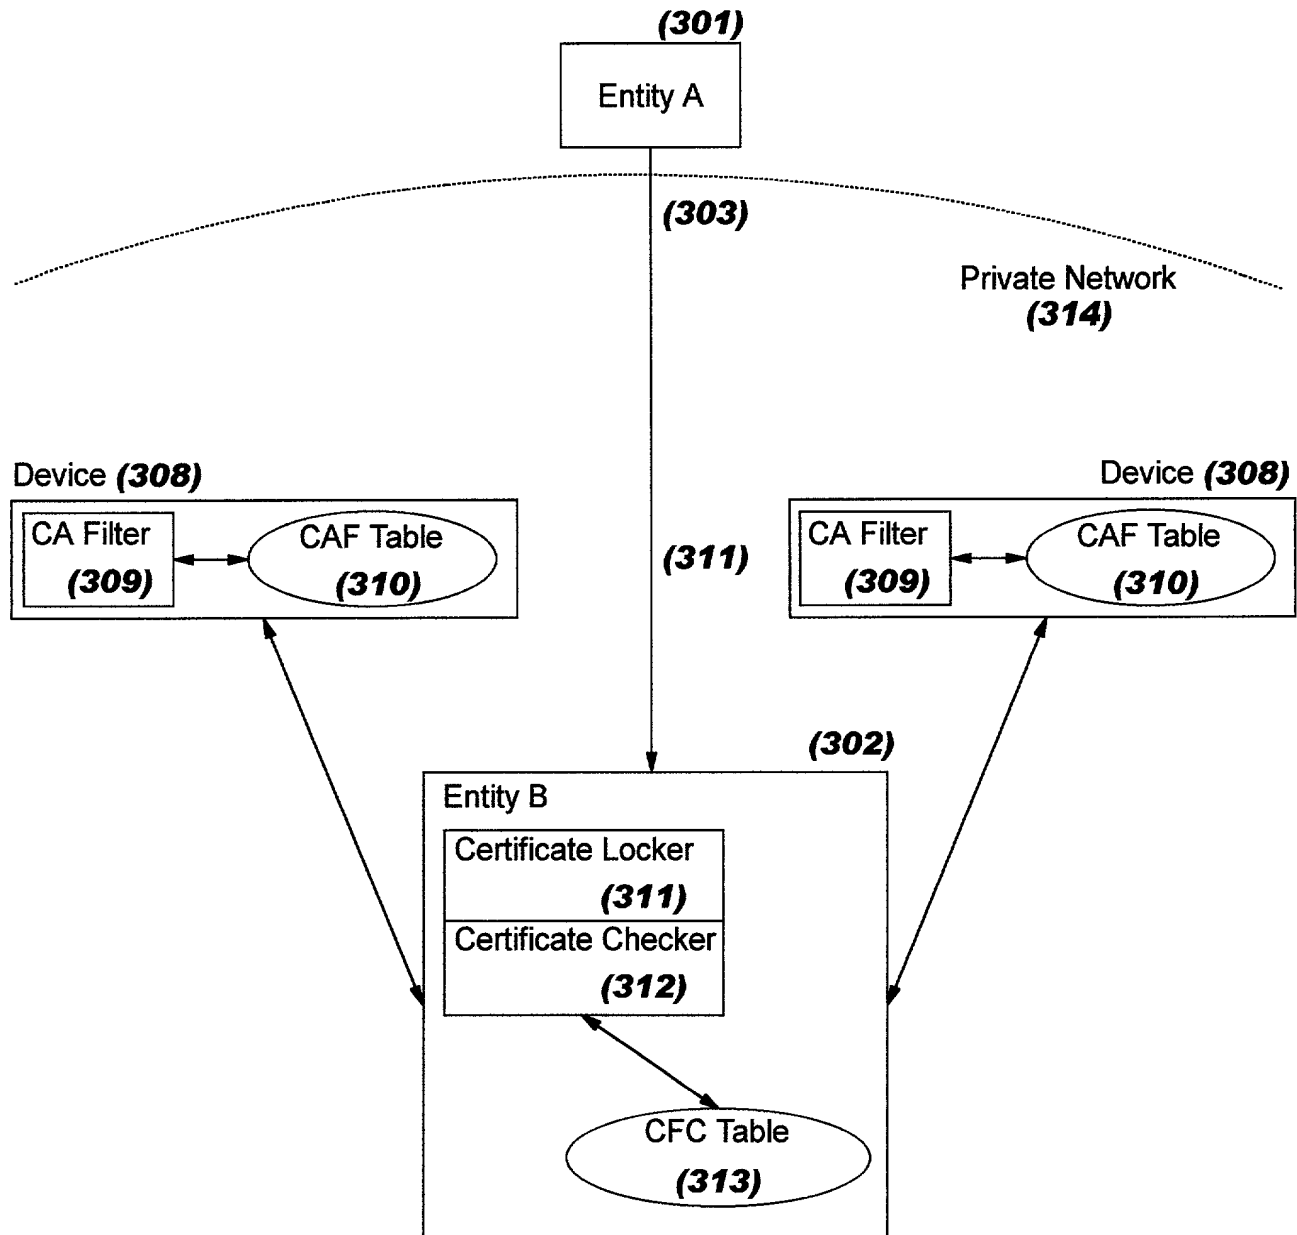 (301)
Entity A
(303)
Private Network
(314)
Device (308)
CA Filter
(309)
CAF Table
(310)
(311)
Device (308)
CA Filter
(309)
CAF Table
(310)
(302)
Entity B
Certificate Locker
(311)
Certificate Checker
(312)
CFC Table
(313)